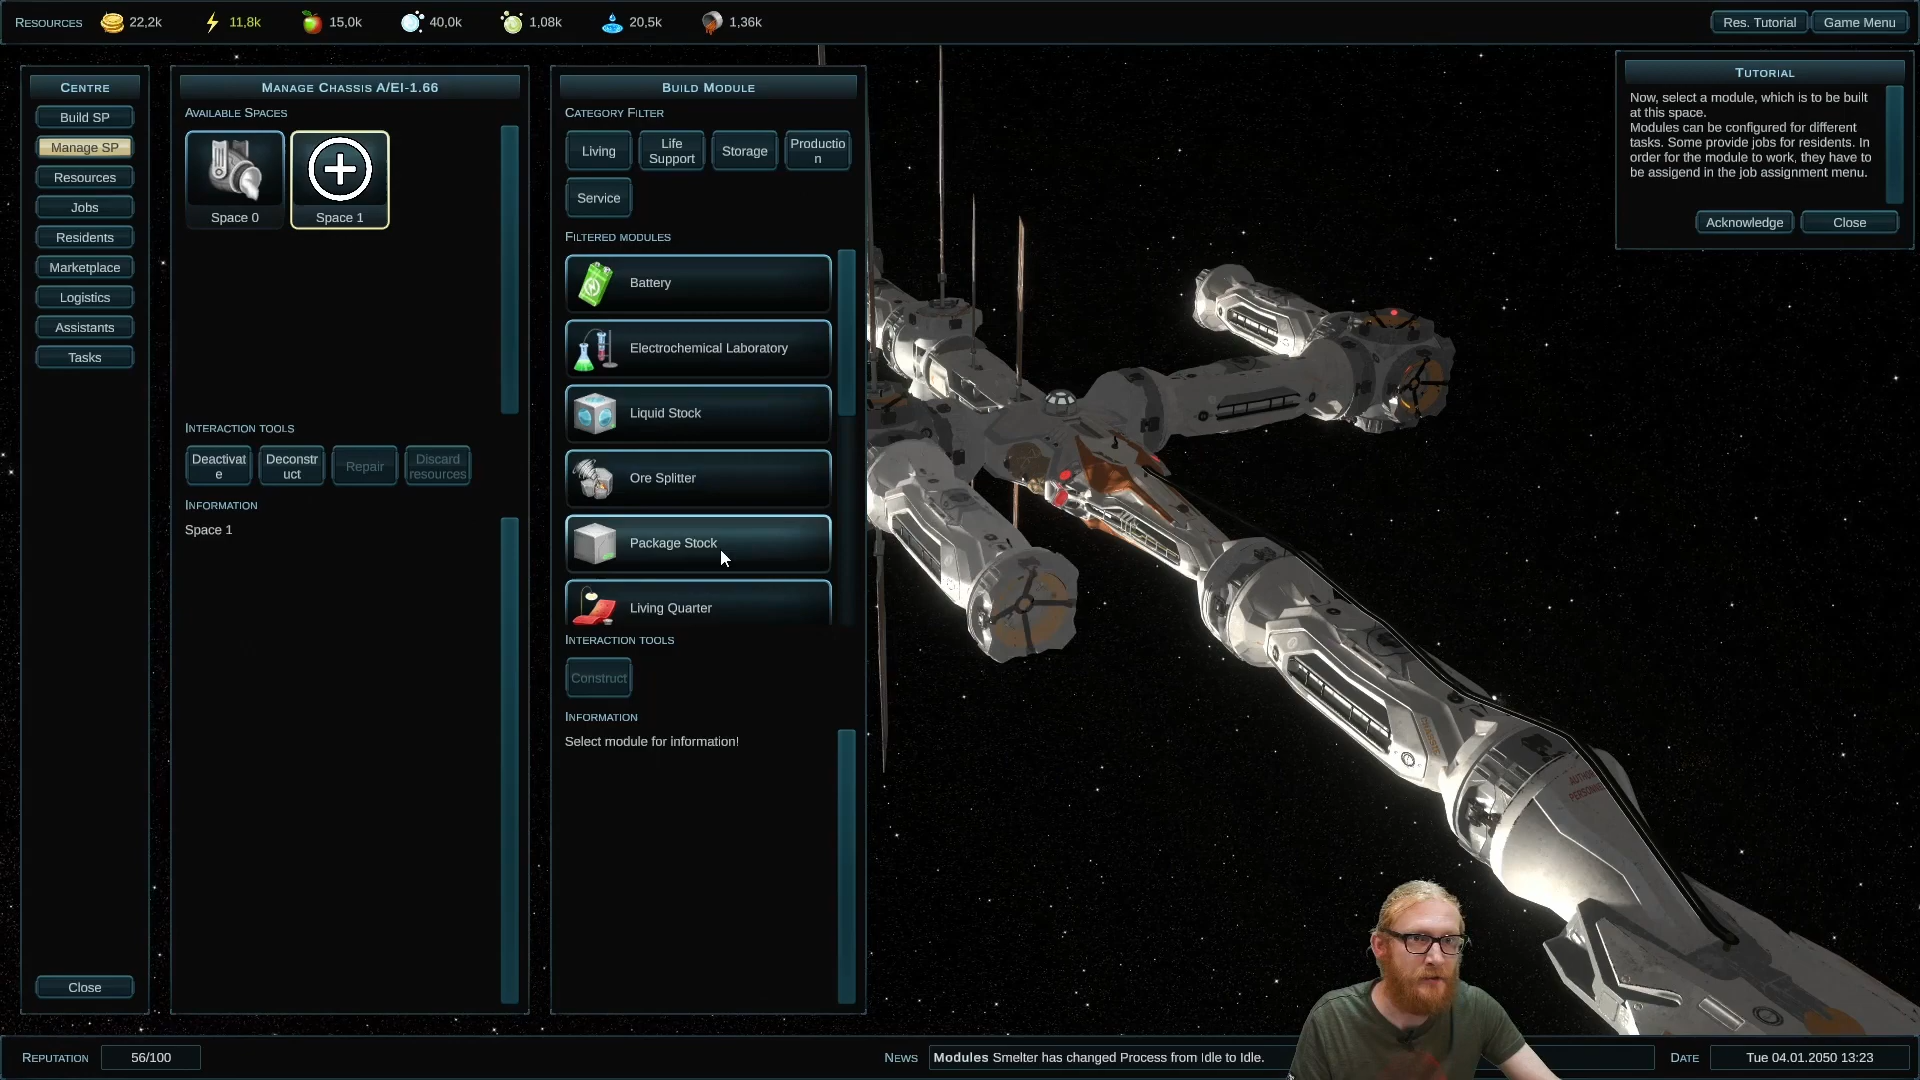 Resources 22,2k 11,8k 15,0k 40,0k 1,08k 20,5k 1,36k Res. Tutorial Game Menu
Centre
Build SP
Manage SP
Resources
Jobs
Residents
Marketplace
Logistics
Assistants
Tasks
Close
Manage Chassis A/EI-1.66
Available Spaces
Space 0 Space 1
Interaction tools
Deactivat
e
Deconstr
uct
Repair
Discard
resources
Information
Space 1
Build Module
Category Filter
Living
Life
Support
Storage
Productio
n
Service
Filtered modules
Battery
Electrochemical Laboratory
Liquid Stock
Ore Splitter
Package Stock
Living Quarter
Interaction tools
Construct
Information
Select module for information!
Tutorial
Now, select a module, which is to be built
at this space.
Modules can be configured for different
tasks. Some provide jobs for residents. In
order for the module to work, they have to
be assigend in the job assignment menu.
Acknowledge Close
Reputation 56/100 News Modules Smelter has changed Process from Idle to Idle. Date Tue 04.01.2050 13:23